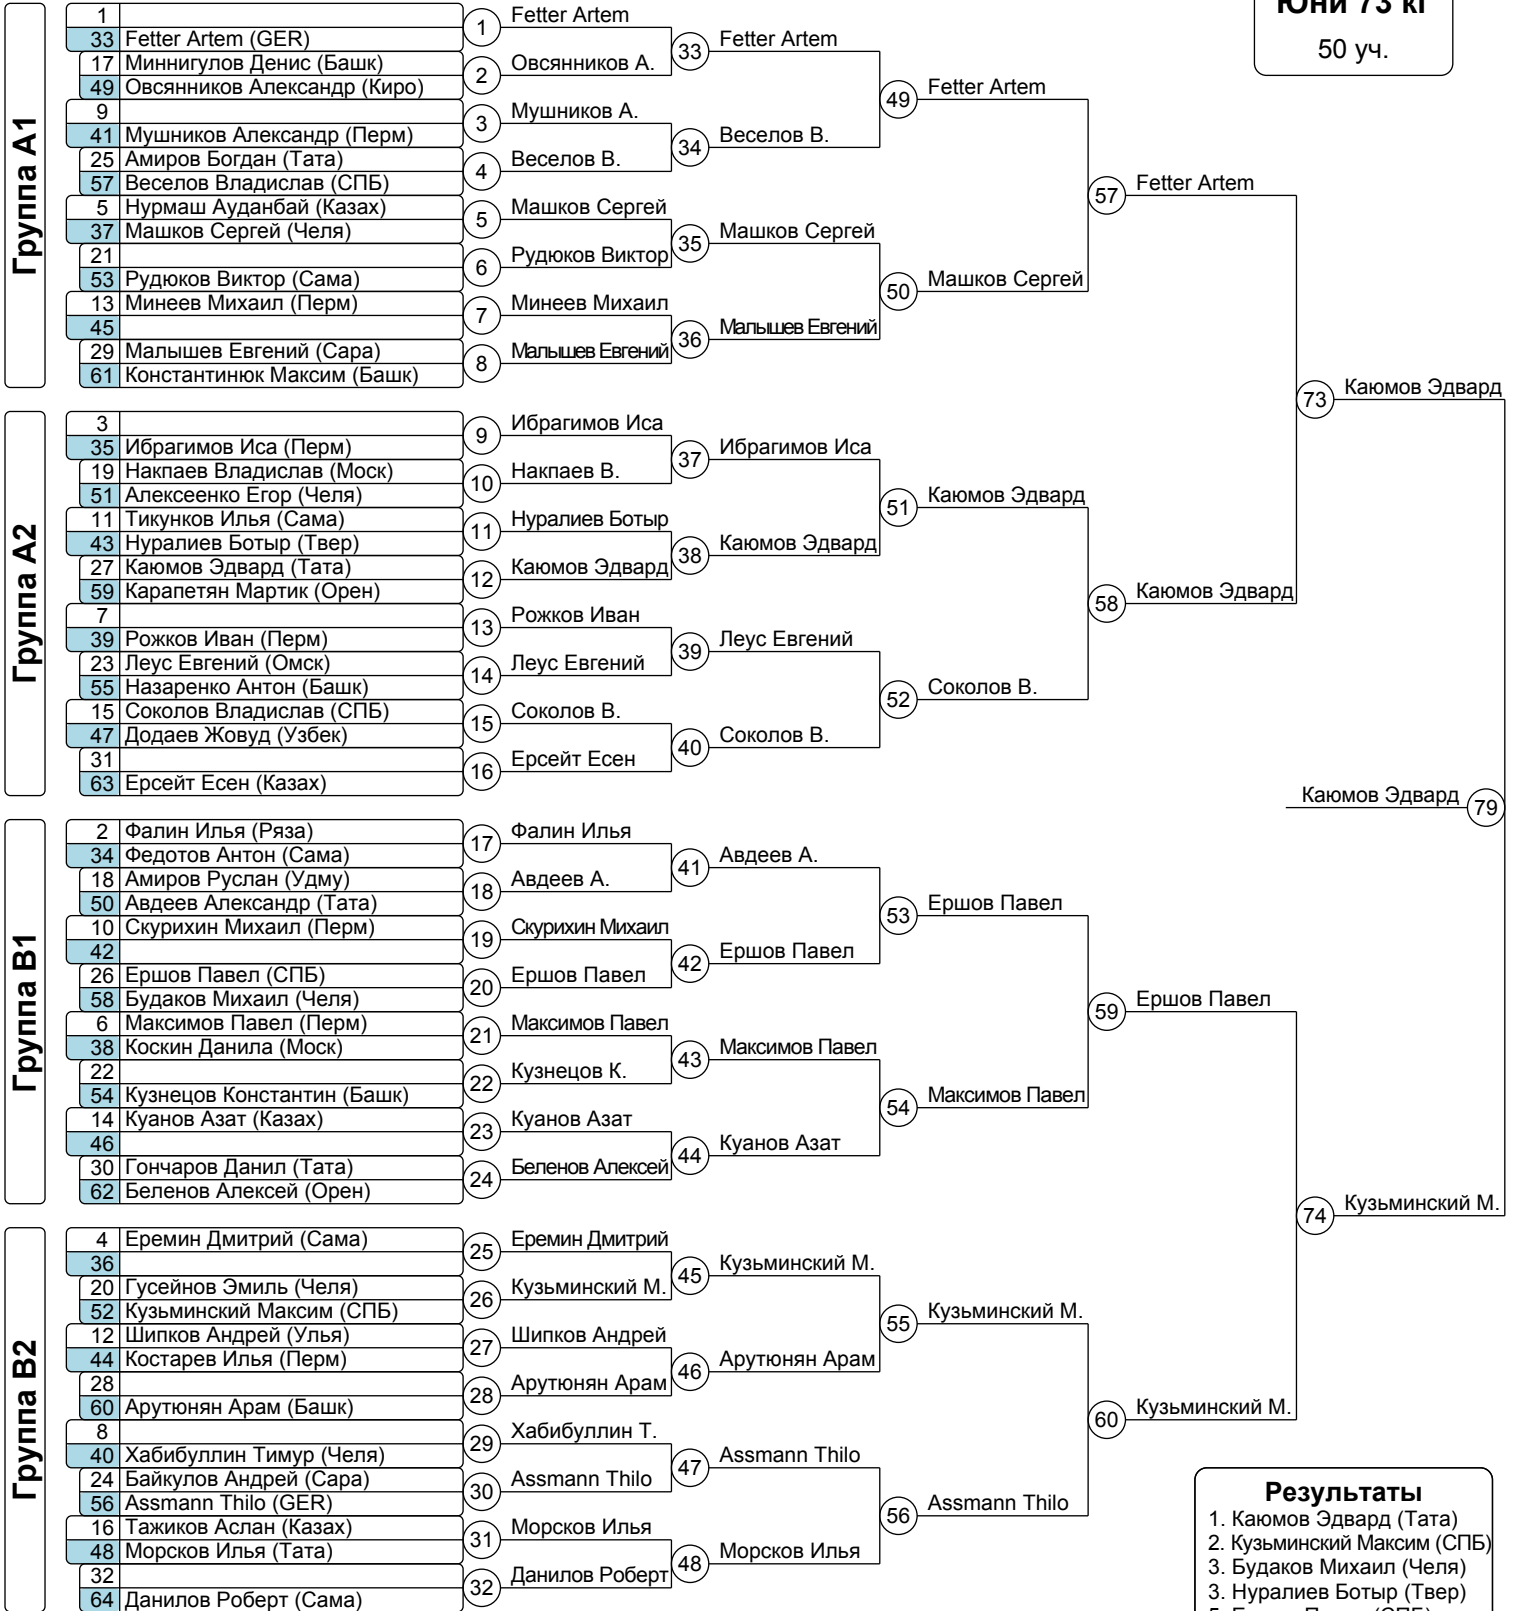 Юни 73 кг
50 уч.
Группа A1
1
33 Fetter Artem (GER)
17 Миннигулов Денис (Башк)
49 Овсянников Александр (Киро)
9
41 Мушников Александр (Перм)
25 Амиров Богдан (Тата)
57 Веселов Владислав (СПБ)
5 Нурмаш Ауданбай (Казах)
37 Машков Сергей (Челя)
21
53 Рудюков Виктор (Сама)
13 Минеев Михаил (Перм)
45
29 Малышев Евгений (Сара)
61 Константинюк Максим (Башк)
1 Fetter Artem
2 Овсянников А.
3 Мушников А.
4 Веселов В.
5 Машков Сергей
6 Рудюков Виктор
7 Минеев Михаил
8 Малышев Евгений
33 Fetter Artem
34 Веселов В.
35 Машков Сергей
36 Малышев Евгений
49 Fetter Artem
50 Машков Сергей
57 Fetter Artem
Группа A2
3
35 Ибрагимов Иса (Перм)
19 Накпаев Владислав (Моск)
51 Алексеенко Егор (Челя)
11 Тикунков Илья (Сама)
43 Нуралиев Ботыр (Твер)
27 Каюмов Эдвард (Тата)
59 Карапетян Мартик (Орен)
7
39 Рожков Иван (Перм)
23 Леус Евгений (Омск)
55 Назаренко Антон (Башк)
15 Соколов Владислав (СПБ)
47 Додаев Жовуд (Узбек)
31
63 Ерсейт Есен (Казах)
9 Ибрагимов Иса
10 Накпаев В.
11 Нуралиев Ботыр
12 Каюмов Эдвард
13 Рожков Иван
14 Леус Евгений
15 Соколов В.
16 Ерсейт Есен
37 Ибрагимов Иса
38 Каюмов Эдвард
39 Леус Евгений
40 Соколов В.
51 Каюмов Эдвард
52 Соколов В.
58 Каюмов Эдвард
73 Каюмов Эдвард
Каюмов Эдвард 79
Группа B1
2 Фалин Илья (Ряза)
34 Федотов Антон (Сама)
18 Амиров Руслан (Удму)
50 Авдеев Александр (Тата)
10 Скурихин Михаил (Перм)
42
26 Ершов Павел (СПБ)
58 Будаков Михаил (Челя)
6 Максимов Павел (Перм)
38 Коскин Данила (Моск)
22
54 Кузнецов Константин (Башк)
14 Куанов Азат (Казах)
46
30 Гончаров Данил (Тата)
62 Беленов Алексей (Орен)
17 Фалин Илья
18 Авдеев А.
19 Скурихин Михаил
20 Ершов Павел
21 Максимов Павел
22 Кузнецов К.
23 Куанов Азат
24 Беленов Алексей
41 Авдеев А.
42 Ершов Павел
43 Максимов Павел
44 Куанов Азат
53 Ершов Павел
54 Максимов Павел
59 Ершов Павел
74 Кузьминский М.
Группа B2
4 Еремин Дмитрий (Сама)
36
20 Гусейнов Эмиль (Челя)
52 Кузьминский Максим (СПБ)
12 Шипков Андрей (Улья)
44 Костарев Илья (Перм)
28
60 Арутюнян Арам (Башк)
8
40 Хабибуллин Тимур (Челя)
24 Байкулов Андрей (Сара)
56 Assmann Thilo (GER)
16 Тажиков Аслан (Казах)
48 Морсков Илья (Тата)
32
64 Данилов Роберт (Сама)
25 Еремин Дмитрий
26 Кузьминский М.
27 Шипков Андрей
28 Арутюнян Арам
29 Хабибуллин Т.
30 Assmann Thilo
31 Морсков Илья
32 Данилов Роберт
45 Кузьминский М.
46 Арутюнян Арам
47 Assmann Thilo
48 Морсков Илья
55 Кузьминский М.
56 Assmann Thilo
60 Кузьминский М.
Результаты
1. Каюмов Эдвард (Тата)
2. Кузьминский Максим (СПБ)
3. Будаков Михаил (Челя)
3. Нуралиев Ботыр (Твер)